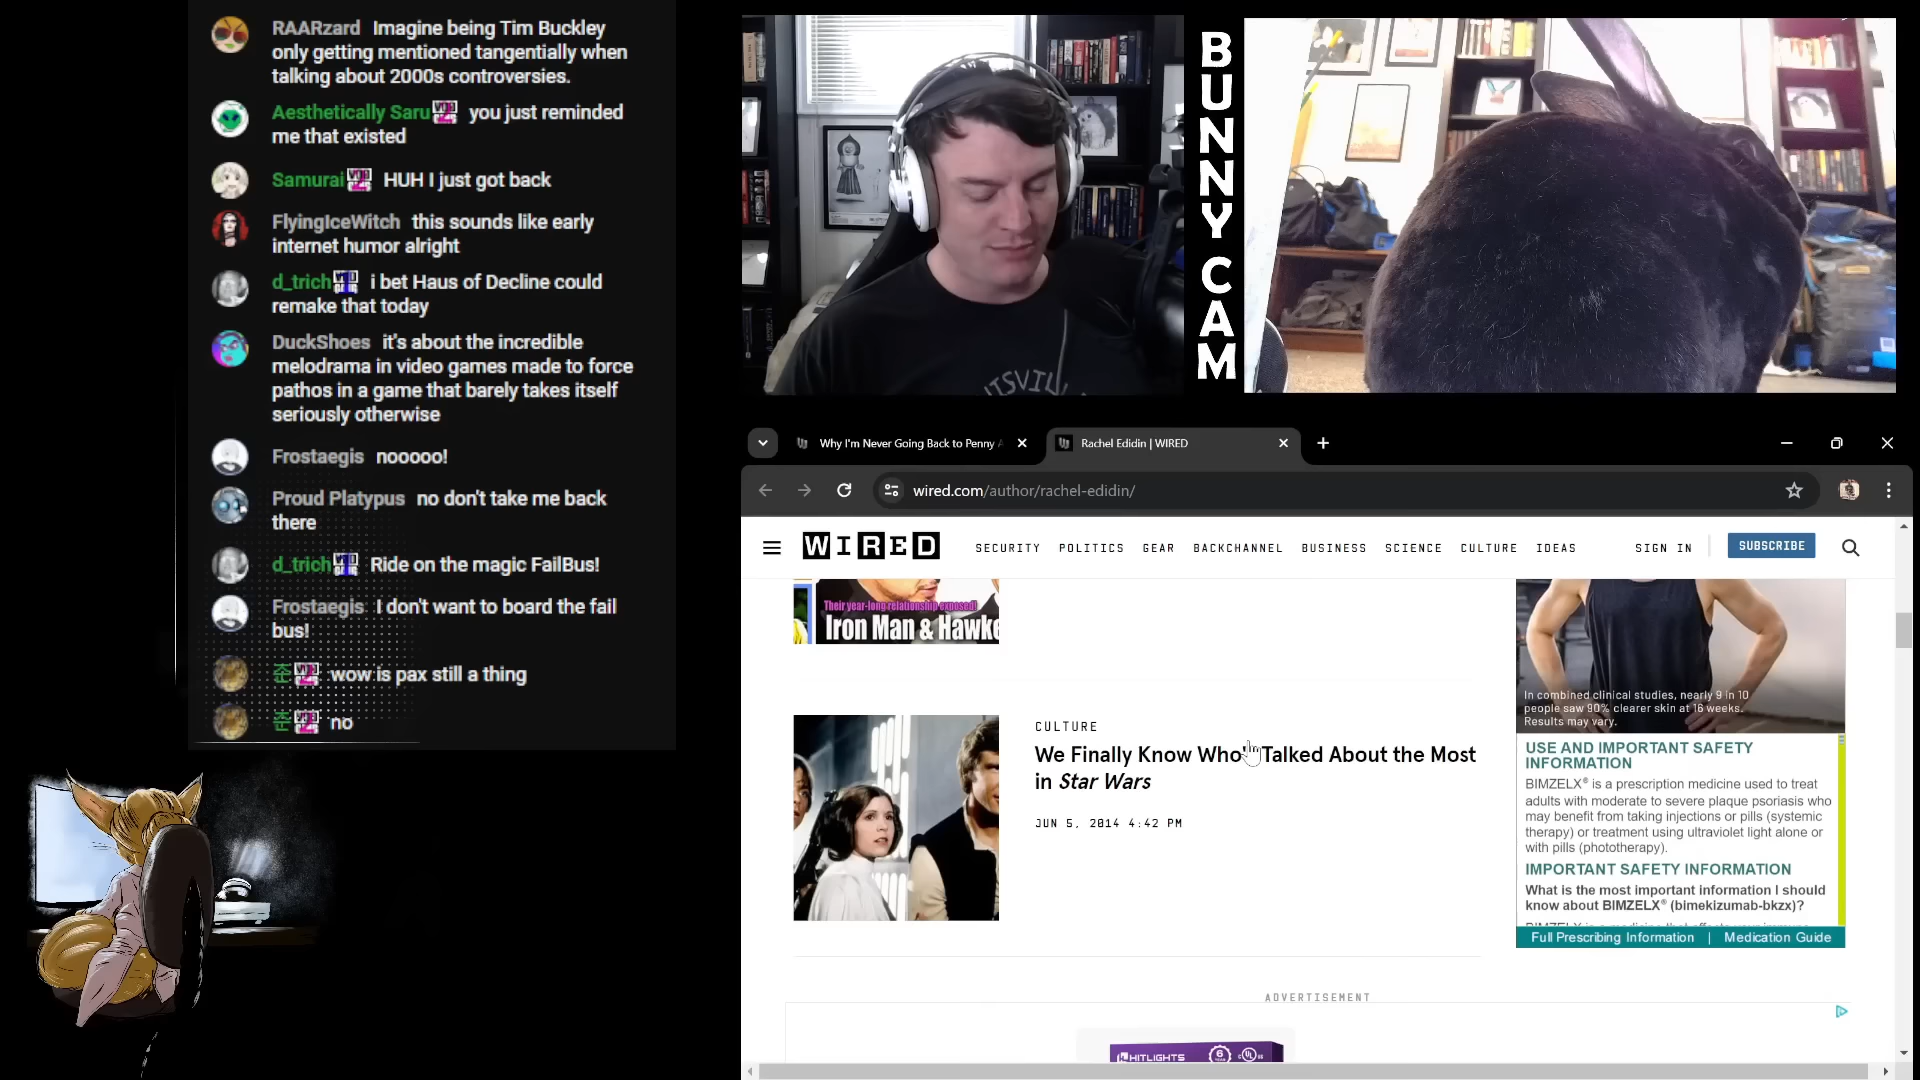 RAARzard Imagine being Tim Buckley
only getting mentioned tangentially when
talking about 2000s controversies.
Aesthetically Saru you just reminded
me that existed
Samurai HUH I just got back
FlyingIceWitch this sounds like early
internet humor alright
d_trich i bet Haus of Decline could
remake that today
DuckShoes it's about the incredible
melodrama in video games made to force
pathos in a game that barely takes itself
seriously otherwise
Frostaegis nooooo!
Proud Platypus no don't take me back
there
d_trich Ride on the magic FailBus!
Frostaegis I don't want to board the fail
bus!
준 wow is pax still a thing
준 no
BUNNY CAM
Why I'm Never Going Back to Penny A
Rachel Edidin | WIRED
wired.com/author/rachel-edidin/
WIRED
SECURITY POLITICS GEAR BACKCHANNEL BUSINESS SCIENCE CULTURE IDEAS
SIGN IN
SUBSCRIBE
Their year-long relationship exposed!
Iron Man & Hawke
CULTURE
We Finally Know Who's Talked About the Most
in Star Wars
JUN 5, 2014 4:42 PM
In combined clinical studies, nearly 9 in 10
people saw 90% clearer skin at 16 weeks.
Results may vary.
USE AND IMPORTANT SAFETY
INFORMATION
BIMZELX® is a prescription medicine used to treat
adults with moderate to severe plaque psoriasis who
may benefit from taking injections or pills (systemic
therapy) or treatment using ultraviolet light alone or
with pills (phototherapy).
IMPORTANT SAFETY INFORMATION
What is the most important information I should
know about BIMZELX® (bimekizumab-bkzx)?
Full Prescribing Information | Medication Guide
ADVERTISEMENT
HITLIGHTS